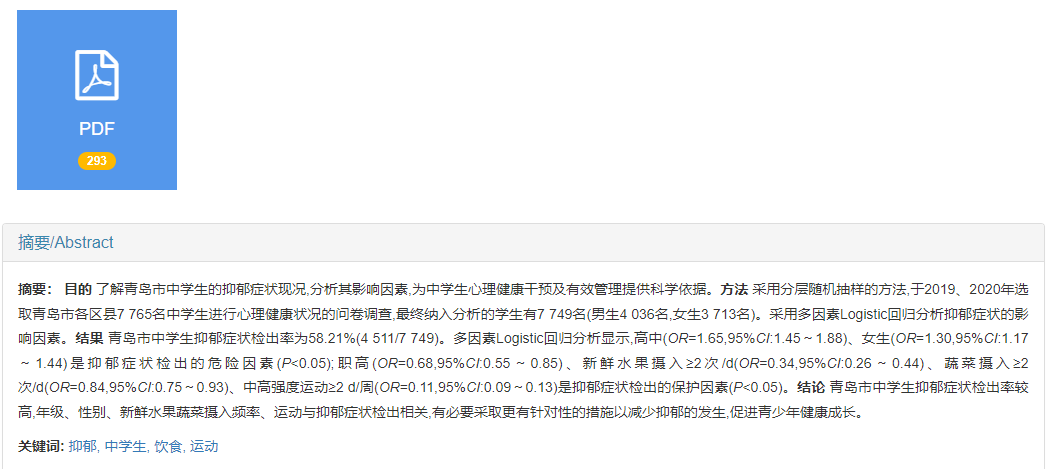 PDF
293
摘要/Abstract
摘要： 目的 了解青岛市中学生的抑郁症状现况,分析其影响因素,为中学生心理健康干预及有效管理提供科学依据。方法 采用分层随机抽样的方法,于2019、2020年选
取青岛市各区县7 765名中学生进行心理健康状况的问卷调查,最终纳入分析的学生有7 749名(男生4 036名,女生3 713名)。采用多因素Logistic回归分析抑郁症状的影
响因素。结果 青岛市中学生抑郁症状检出率为58.21%(4 511/7 749)。多因素Logistic回归分析显示,高中(OR=1.65,95%CI:1.45～1.88)、女生(OR=1.30,95%CI:1.17
～1.44)是抑郁症状检出的危险因素(P<0.05);职高(OR=0.68,95%CI:0.55～0.85)、新鲜水果摄入≥2次/d(OR=0.34,95%CI:0.26～0.44)、蔬菜摄入≥2
次/d(OR=0.84,95%CI:0.75～0.93)、中高强度运动≥2 d/周(OR=0.11,95%CI:0.09～0.13)是抑郁症状检出的保护因素(P<0.05)。结论 青岛市中学生抑郁症状检出率较
高,年级、性别、新鲜水果蔬菜摄入频率、运动与抑郁症状检出相关,有必要采取更有针对性的措施以减少抑郁的发生,促进青少年健康成长。
关键词: 抑郁, 中学生, 饮食, 运动